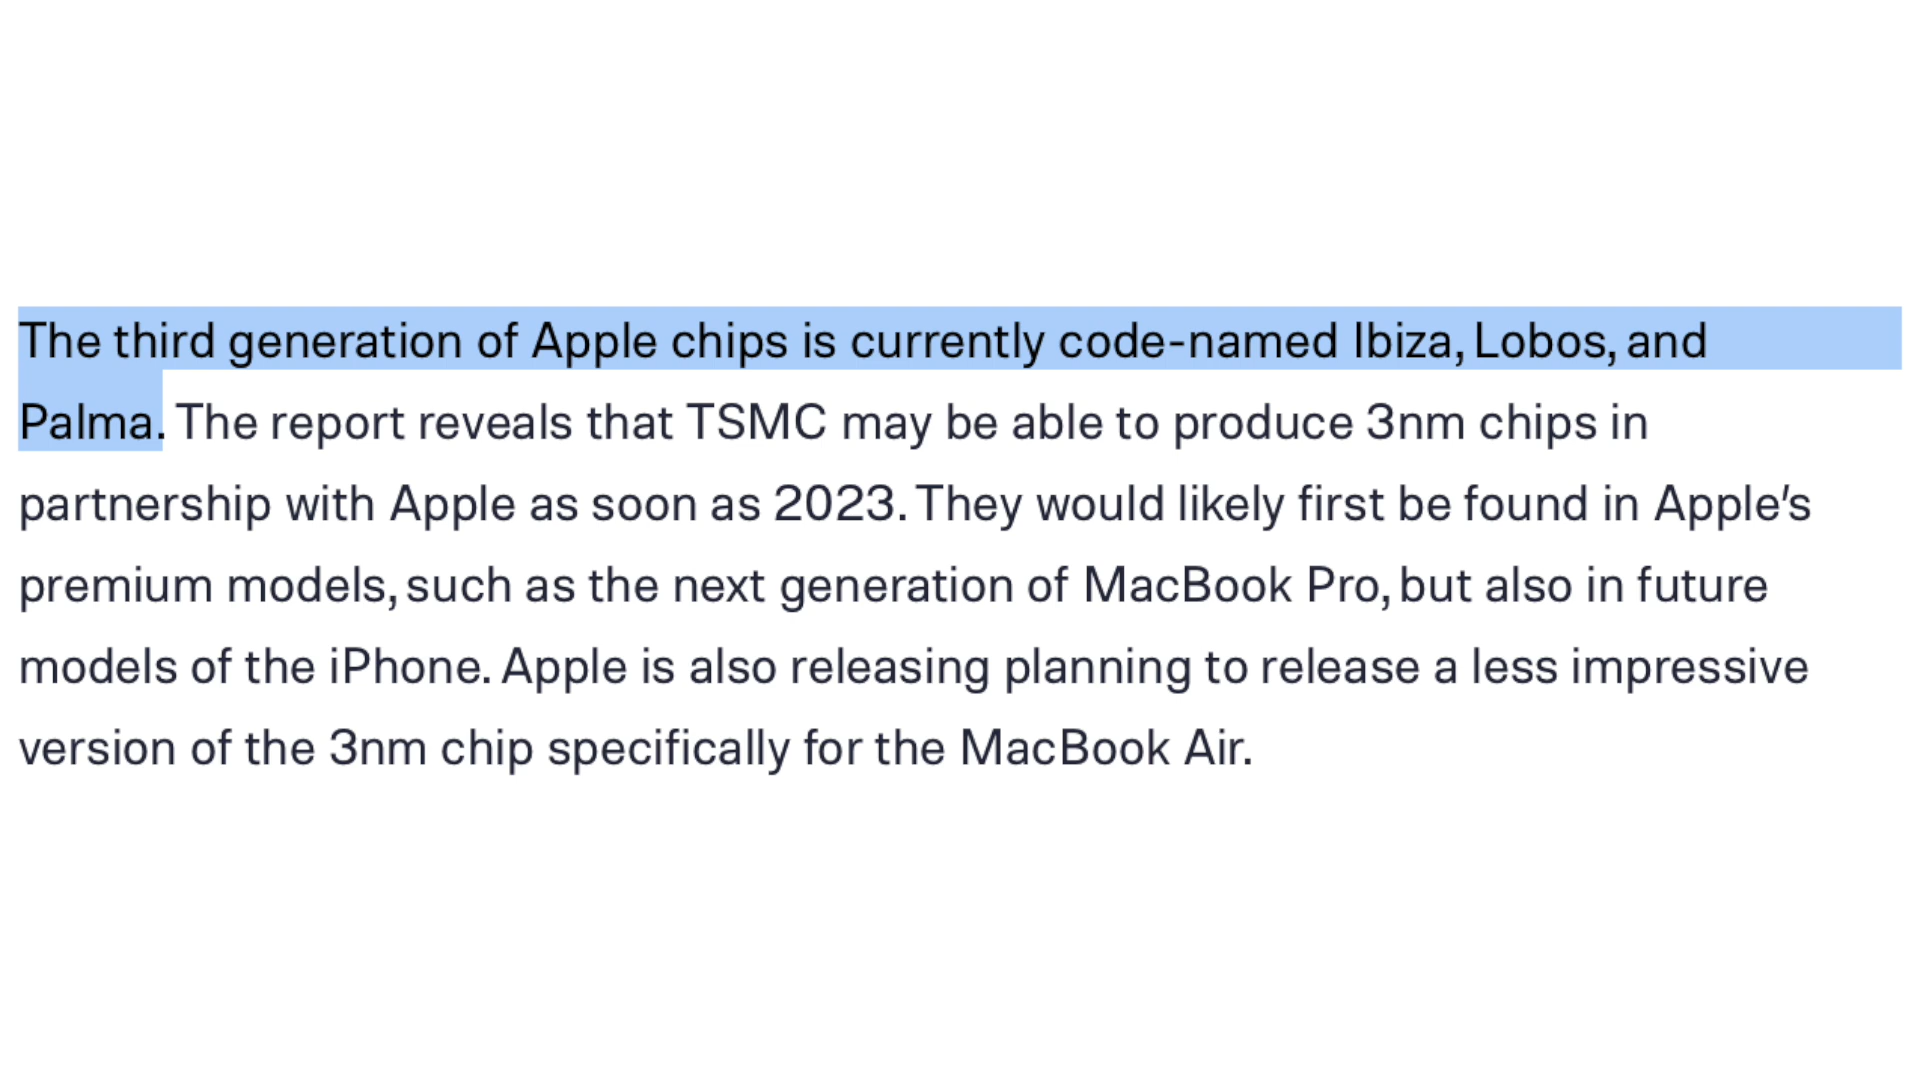 The third generation of Apple chips is currently code-named Ibiza, Lobos, and
Palma. The report reveals that TSMC may be able to produce 3nm chips in
partnership with Apple as soon as 2023. They would likely first be found in Apple’s
premium models, such as the next generation of MacBook Pro, but also in future
models of the iPhone. Apple is also releasing planning to release a less impressive
version of the 3nm chip specifically for the MacBook Air.